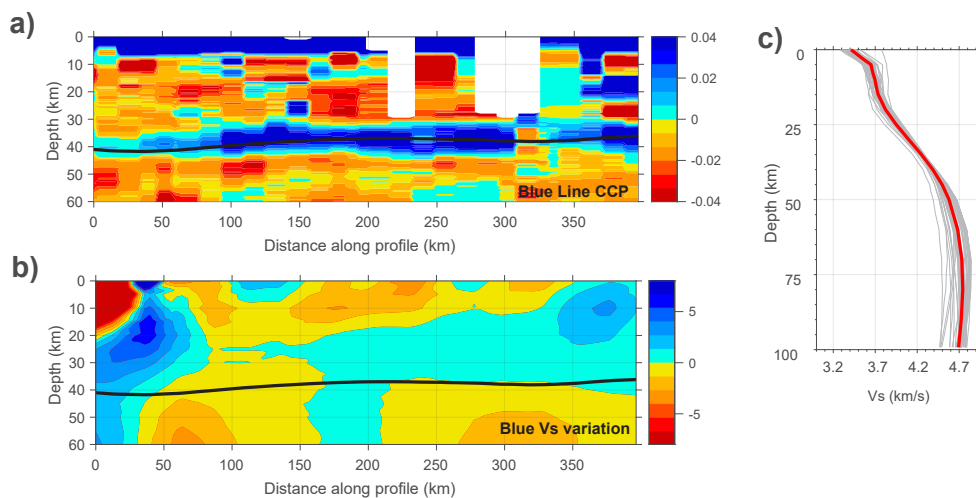 a)
0
10
20
30
40
50
60
Depth (km)
Blue Line CCP
0 50 100 150 200 250 300 350
Distance along profile (km)
0.04
0.02
0
-0.02
-0.04
b)
0
10
20
30
40
50
60
Depth (km)
Blue Vs variation
0 50 100 150 200 250 300 350
Distance along profile (km)
5
0
-5
c)
0
25
50
75
100
Depth (km)
3.2 3.7 4.2 4.7
Vs (km/s)